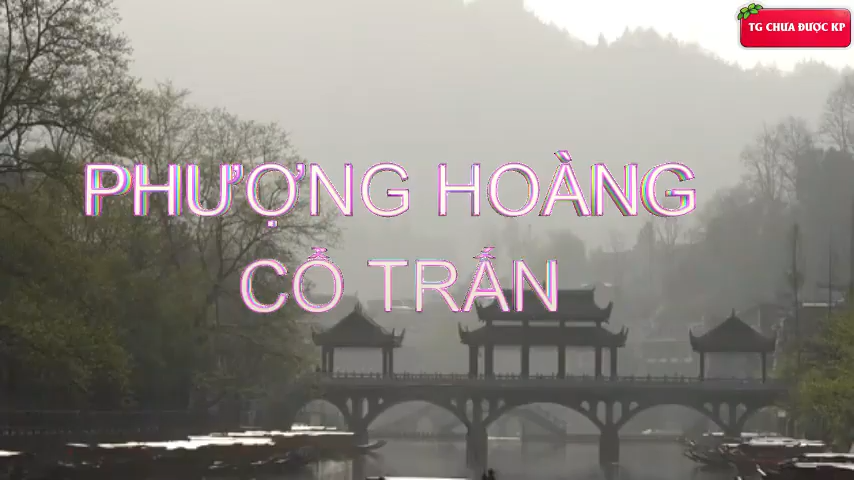 TG CHƯA ĐƯỢC KP
PHƯỢNG HOÀNG
CỔ TRẤN